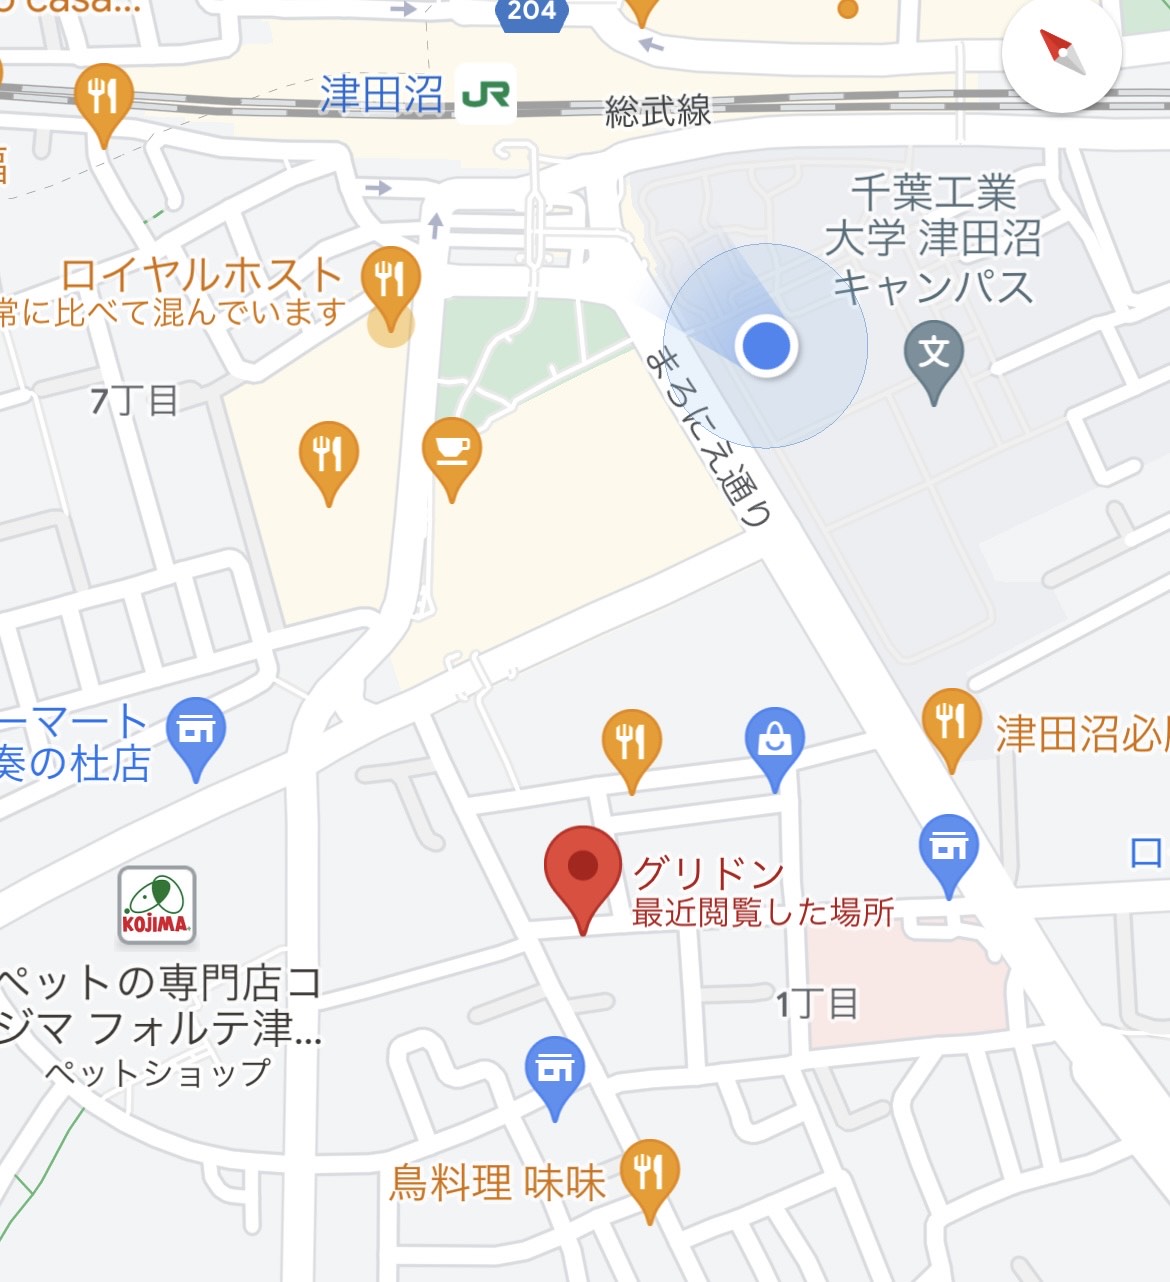 casa...
204
津田沼
JR
総武線
千葉工業
大学 津田沼
キャンパス
文
ロイヤルホスト
常に比べて混んでいます
7丁目
まろにえ通り
ーマート
奏の杜店
津田沼必
グリドン
最近閲覧した場所
ロ
KOJIMA
ペットの専門店コ
ジマ フォルテ津...
ペットショップ
1丁目
鳥料理 味味